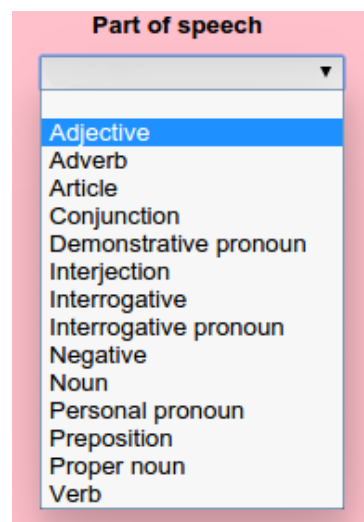 Part of speech
Adjective
Adverb
Article
Conjunction
Demonstrative pronoun
Interjection
Interrogative
Interrogative pronoun
Negative
Noun
Personal pronoun
Preposition
Proper noun
Verb